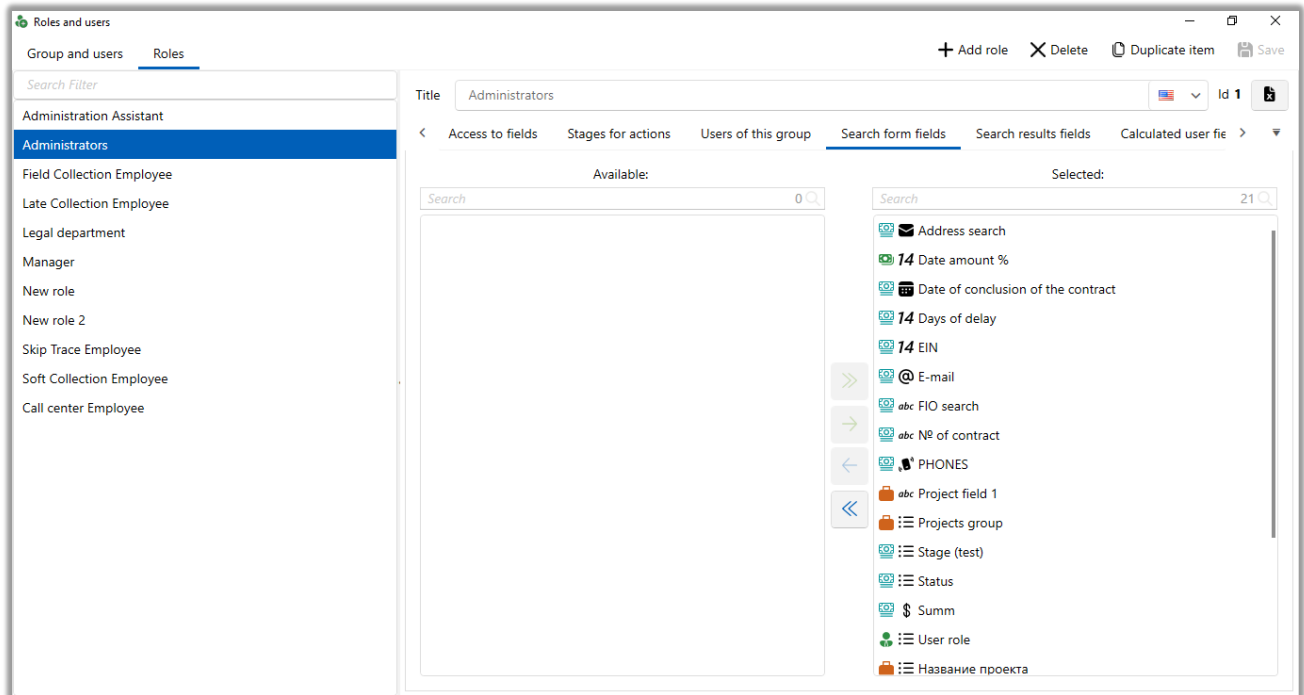 Roles and users
Group and users Roles
Add role Delete Duplicate item Save
Search Filter
Administration Assistant
Administrators
Field Collection Employee
Late Collection Employee
Legal department
Manager
New role
New role 2
Skip Trace Employee
Soft Collection Employee
Call center Employee
Title Administrators Id 1
Access to fields Stages for actions Users of this group Search form fields Search results fields Calculated user fie
Available:
Search 0
Selected:
Search 21
Address search
14 Date amount %
Date of conclusion of the contract
14 Days of delay
14 EIN
@ E-mail
abc FIO search
abc № of contract
PHONES
abc Project field 1
Projects group
Stage (test)
Status
$ Summ
User role
Название проекта